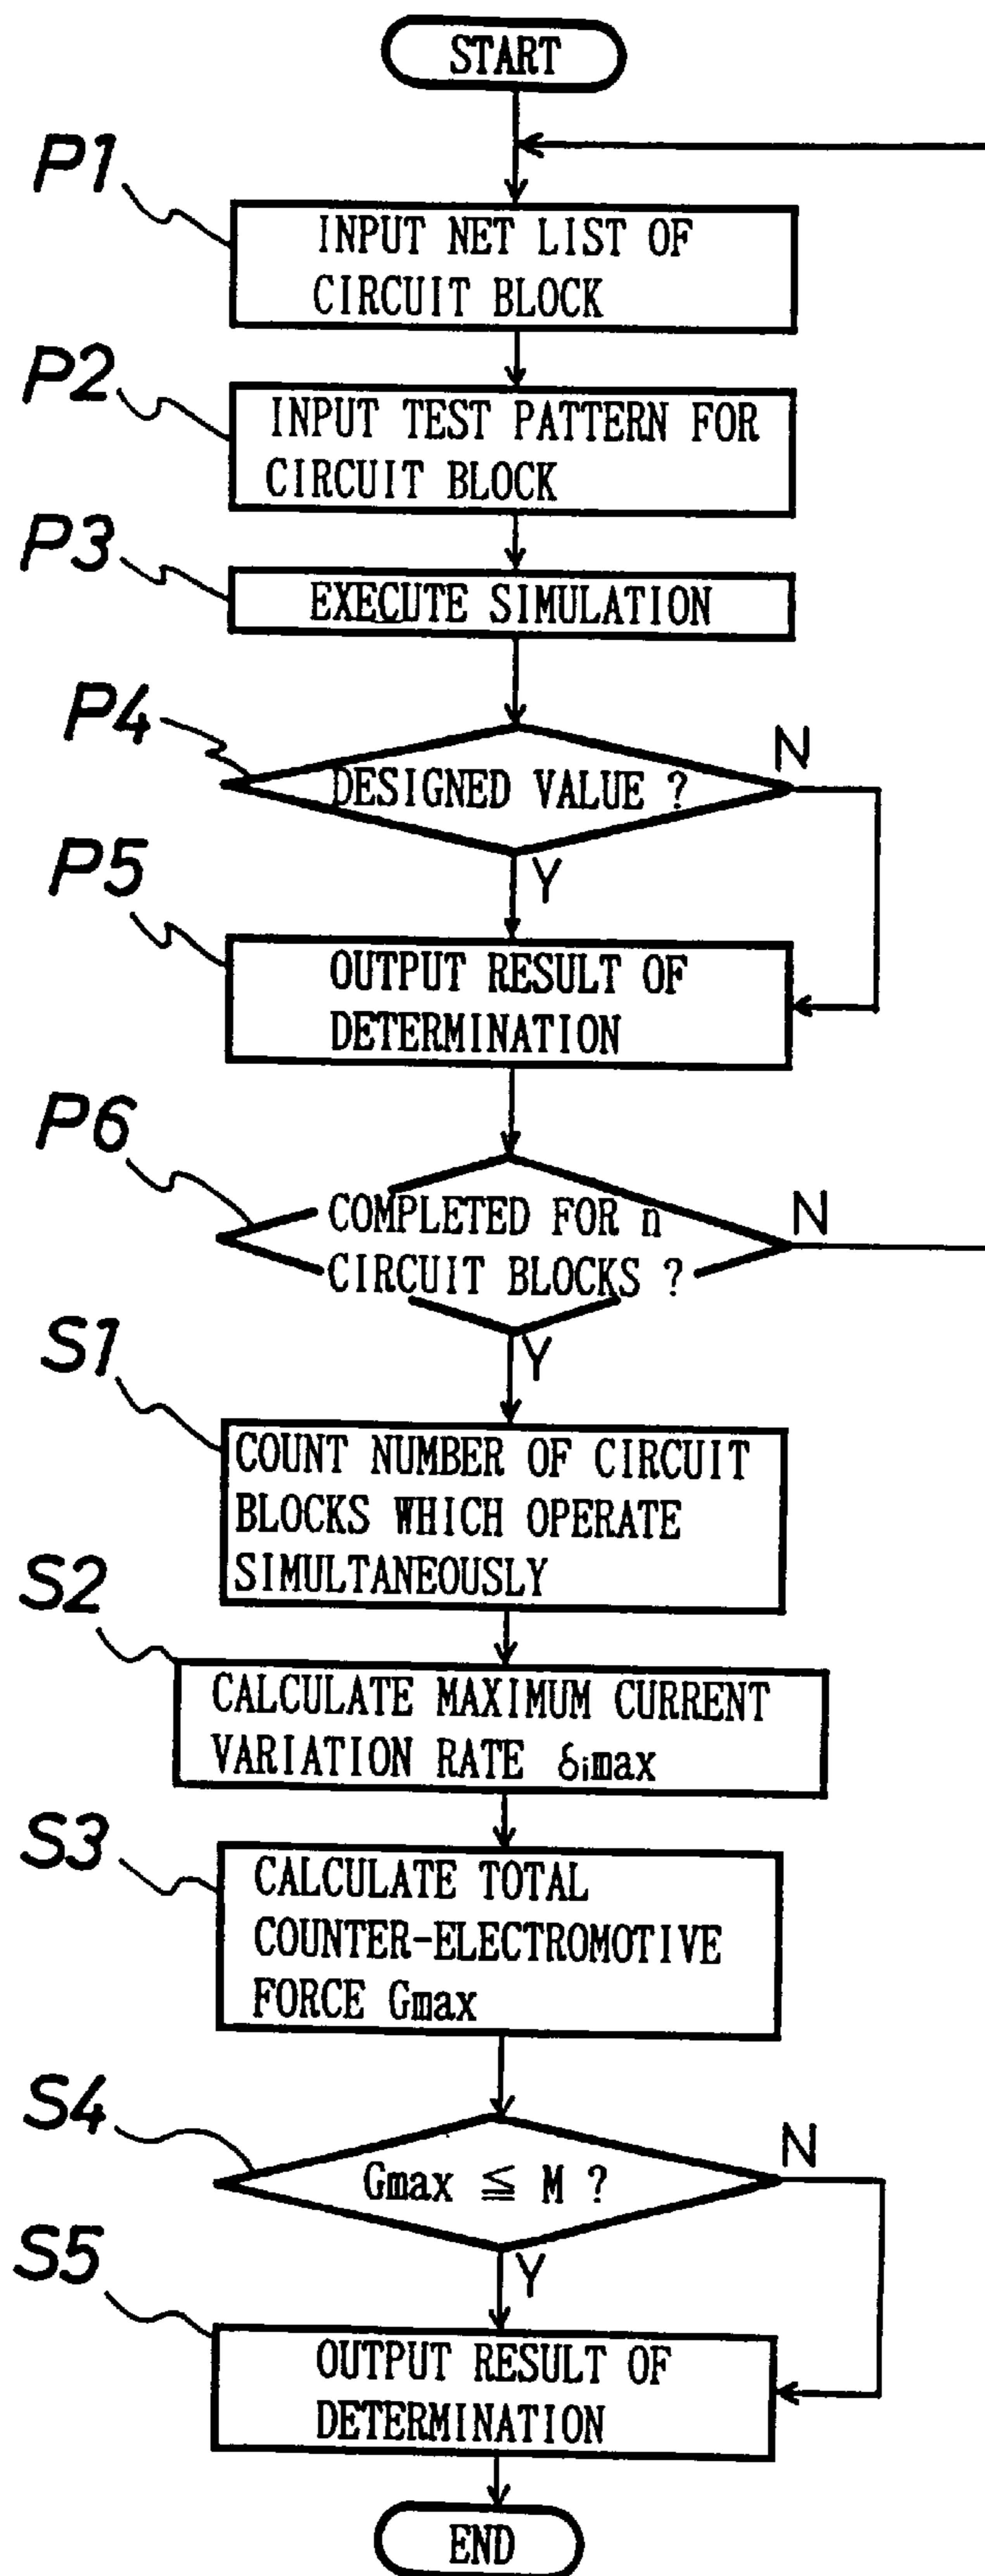 START
P1
INPUT NET LIST OF
CIRCUIT BLOCK
P2
INPUT TEST PATTERN FOR
CIRCUIT BLOCK
P3
EXECUTE SIMULATION
P4
DESIGNED VALUE ?
N
Y
P5
OUTPUT RESULT OF
DETERMINATION
P6
COMPLETED FOR n
CIRCUIT BLOCKS ?
N
Y
S1
COUNT NUMBER OF CIRCUIT
BLOCKS WHICH OPERATE
SIMULTANEOUSLY
S2
CALCULATE MAXIMUM CURRENT
VARIATION RATE δimax
S3
CALCULATE TOTAL
COUNTER-ELECTROMOTIVE
FORCE Gmax
S4
Gmax ≦ M ?
N
Y
S5
OUTPUT RESULT OF
DETERMINATION
END